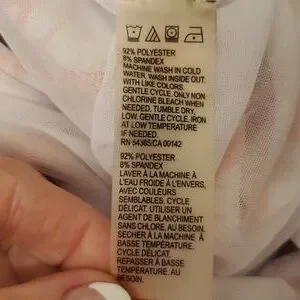 92% POLYESTER
8% SPANDEX
MACHINE WASH IN COLD
WATER. WASH INSIDE OUT.
WITH LIKE COLORS.
GENTLE CYCLE. ONLY NON
CHLORINE BLEACH WHEN
NEEDED. TUMBLE DRY,
LOW. GENTLE CYCLE. IRON
AT LOW TEMPERATURE
IF NEEDED.
RN 54365/CA 00142
92% POLYESTER
8% SPANDEX
LAVER À LA MACHINE À
L'EAU FROIDE À L'ENVERS,
AVEC COULEURS
SEMBLABLES. CYCLE
DÉLICAT. UTILISER UN
AGENT DE BLANCHIMENT
SANS CHLORE, AU BESOIN.
SÉCHER À LA MACHINE À
BASSE TEMPÉRATURE.
CYCLE DÉLICAT.
REPASSER À BASSE
TEMPÉRATURE, AU
BESOIN.